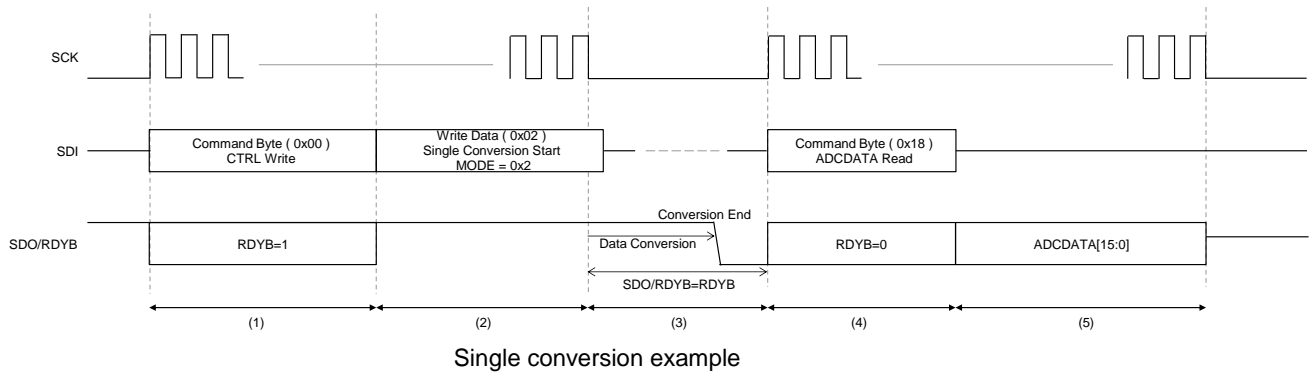 SCK
SDI
Command Byte ( 0x00 )
CTRL Write
Write Data ( 0x02 )
Single Conversion Start
MODE = 0x2
Command Byte ( 0x18 )
ADCDATA Read
SDO/RDYB
RDYB=1
Conversion End
Data Conversion
SDO/RDYB=RDYB
RDYB=0
ADCDATA[15:0]
(1)
(2)
(3)
(4)
(5)
Single conversion example